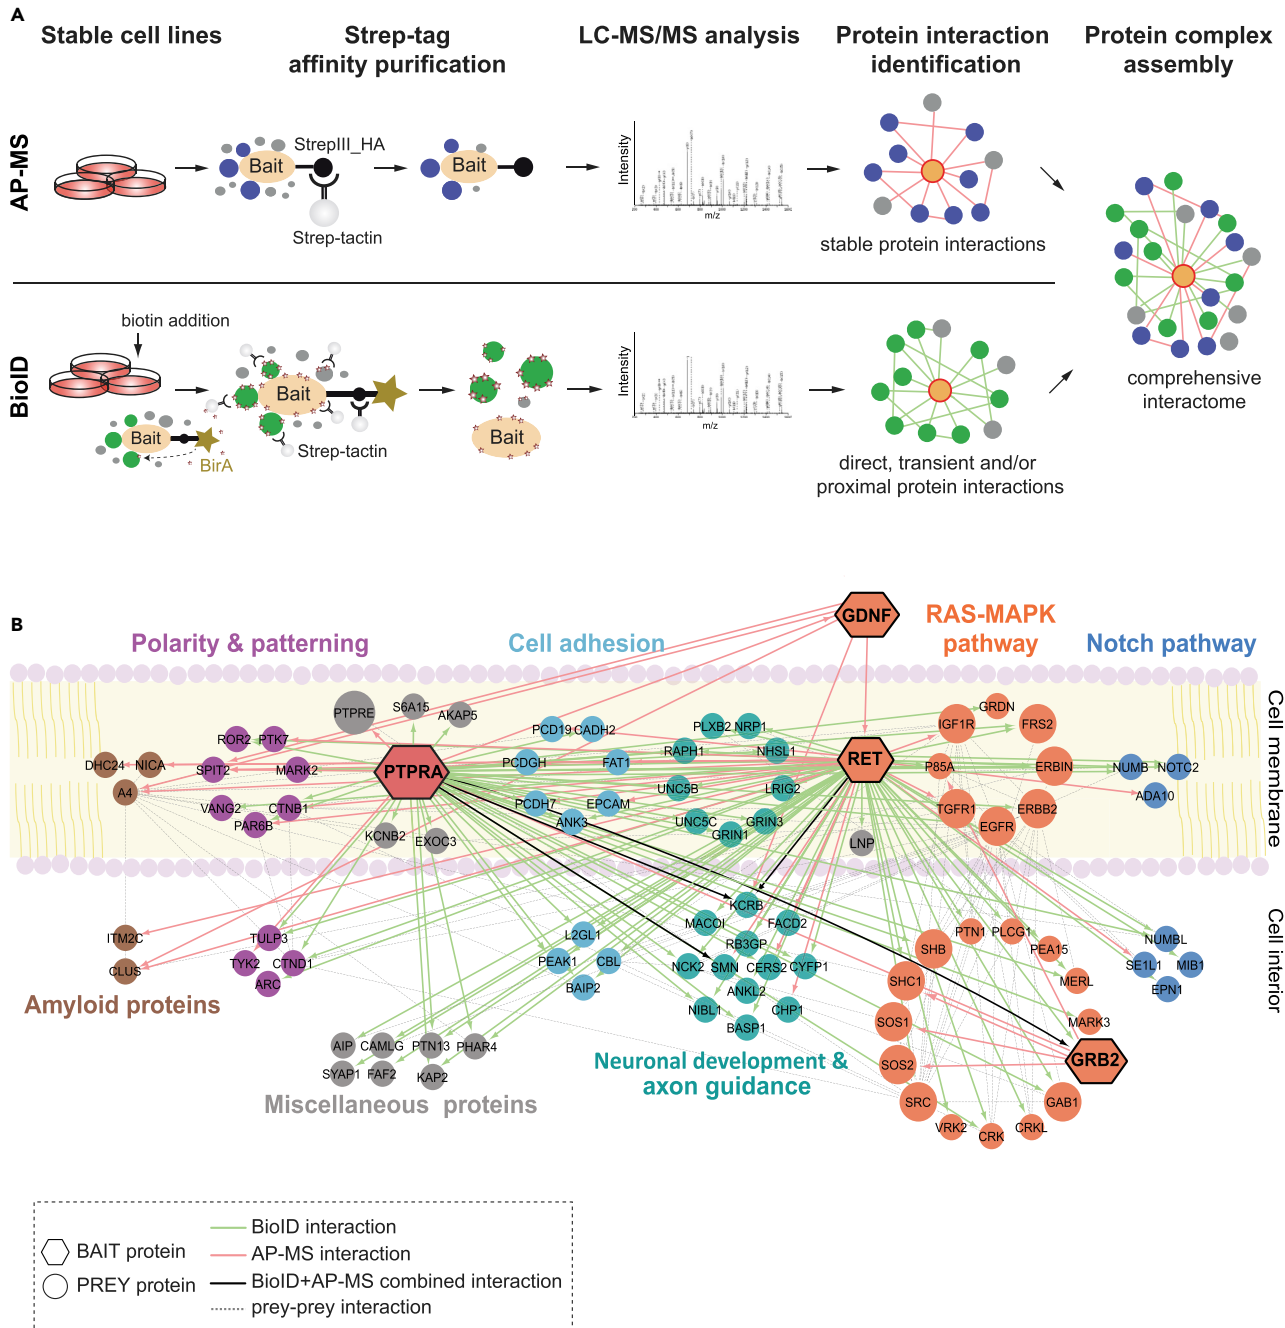 A
Stable cell lines
Strep-tag
affinity purification
LC-MS/MS analysis
Protein interaction
identification
Protein complex
assembly
AP-MS
Bait
StrepIII_HA
Strep-tactin
Bait
Intensity
m/z
stable protein interactions
comprehensive
interactome
BioID
biotin addition
Bait
BirA
Bait
Strep-tactin
Bait
Intensity
m/z
direct, transient and/or
proximal protein interactions
B
Polarity & patterning
Cell adhesion
GDNF
RAS-MAPK
pathway
Notch pathway
Cell membrane
Cell interior
PTPRE
S6A15
AKAP5
ROR2
PTK7
DHC24
NICA
SPIT2
MARK2
A4
VANG2
CTNB1
PAR6B
PTPRA
KCNB2
EXOC3
PCD19
CADH2
PCDGH
FAT1
PCDH7
EPCAM
ANK3
PLXB2
NRP1
RAPH1
NHSL1
UNC5B
LRIG2
UNC5C
GRIN3
GRIN1
RET
LNP
GRDN
IGF1R
FRS2
P85A
ERBIN
TGFR1
ERBB2
EGFR
NUMB
NOTC2
ADA10
ITM2C
CLUS
Amyloid proteins
TULP3
TYK2
CTND1
ARC
L2GL1
PEAK1
CBL
BAIP2
KCRB
MACOI
FACD2
RB3GP
NCK2
SMN
CERS2
CYFP1
ANKL2
NIBL1
CHP1
BASP1
Neuronal development &
axon guidance
AIP
CAMLG
PTN13
PHAR4
SYAP1
FAF2
KAP2
Miscellaneous proteins
PTN1
PLCG1
SHB
PEA15
SHC1
MERL
SOS1
MARK3
GRB2
SOS2
SRC
GAB1
VRK2
CRK
CRKL
NUMBL
SE1L1
MIB1
EPN1
BAIT protein
PREY protein
BioID interaction
AP-MS interaction
BioID+AP-MS combined interaction
prey-prey interaction